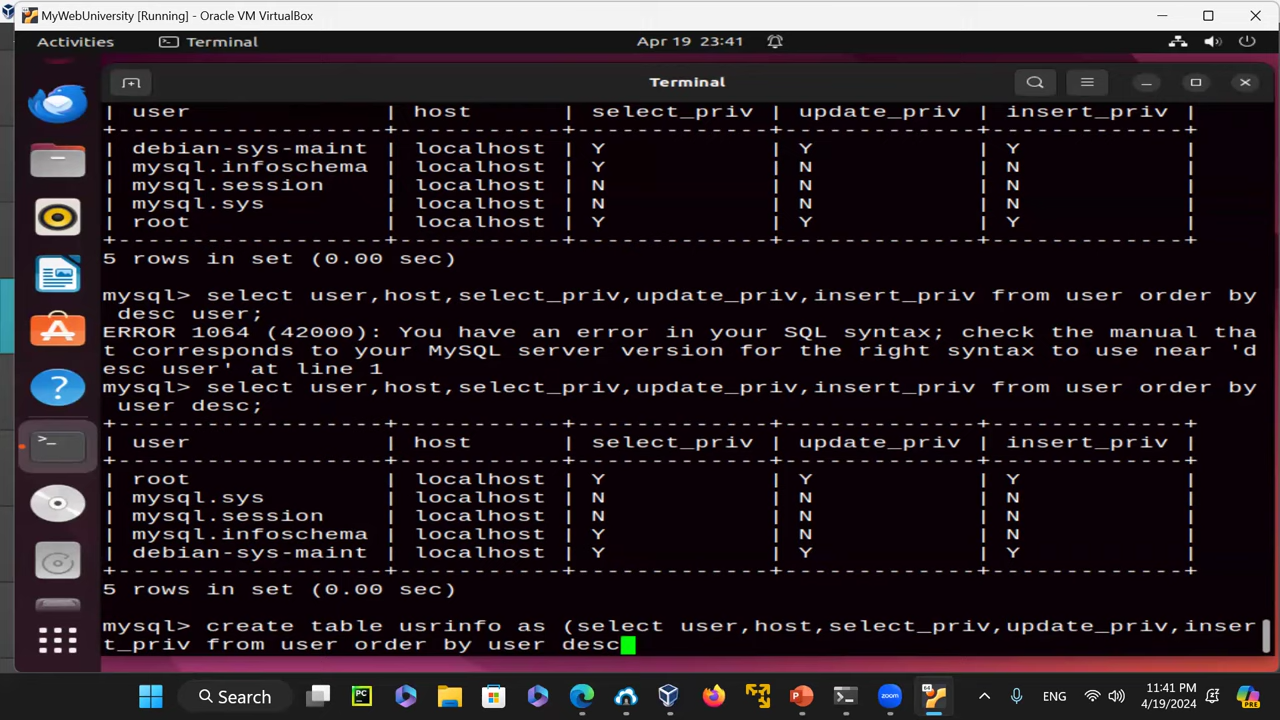 MyWebUniversity [Running] - Oracle VM VirtualBox
Activities Terminal Apr 19 23:41
Terminal
| user | host | select_priv | update_priv | insert_priv |
+------------------+-----------+-------------+-------------+-------------+
| debian-sys-maint | localhost | Y | Y | Y |
| mysql.infoschema | localhost | Y | N | N |
| mysql.session | localhost | N | N | N |
| mysql.sys | localhost | N | N | N |
| root | localhost | Y | Y | Y |
+------------------+-----------+-------------+-------------+-------------+
5 rows in set (0.00 sec)
mysql> select user,host,select_priv,update_priv,insert_priv from user order by
desc user;
ERROR 1064 (42000): You have an error in your SQL syntax; check the manual tha
t corresponds to your MySQL server version for the right syntax to use near 'd
esc user' at line 1
mysql> select user,host,select_priv,update_priv,insert_priv from user order by
user desc;
+------------------+-----------+-------------+-------------+-------------+
| user | host | select_priv | update_priv | insert_priv |
+------------------+-----------+-------------+-------------+-------------+
| root | localhost | Y | Y | Y |
| mysql.sys | localhost | N | N | N |
| mysql.session | localhost | N | N | N |
| mysql.infoschema | localhost | Y | N | N |
| debian-sys-maint | localhost | Y | Y | Y |
+------------------+-----------+-------------+-------------+-------------+
5 rows in set (0.00 sec)
mysql> create table usrinfo as (select user,host,select_priv,update_priv,inser
t_priv from user order by user desc
Search
PC
zoom
ENG
11:41 PM
4/19/2024
PRE